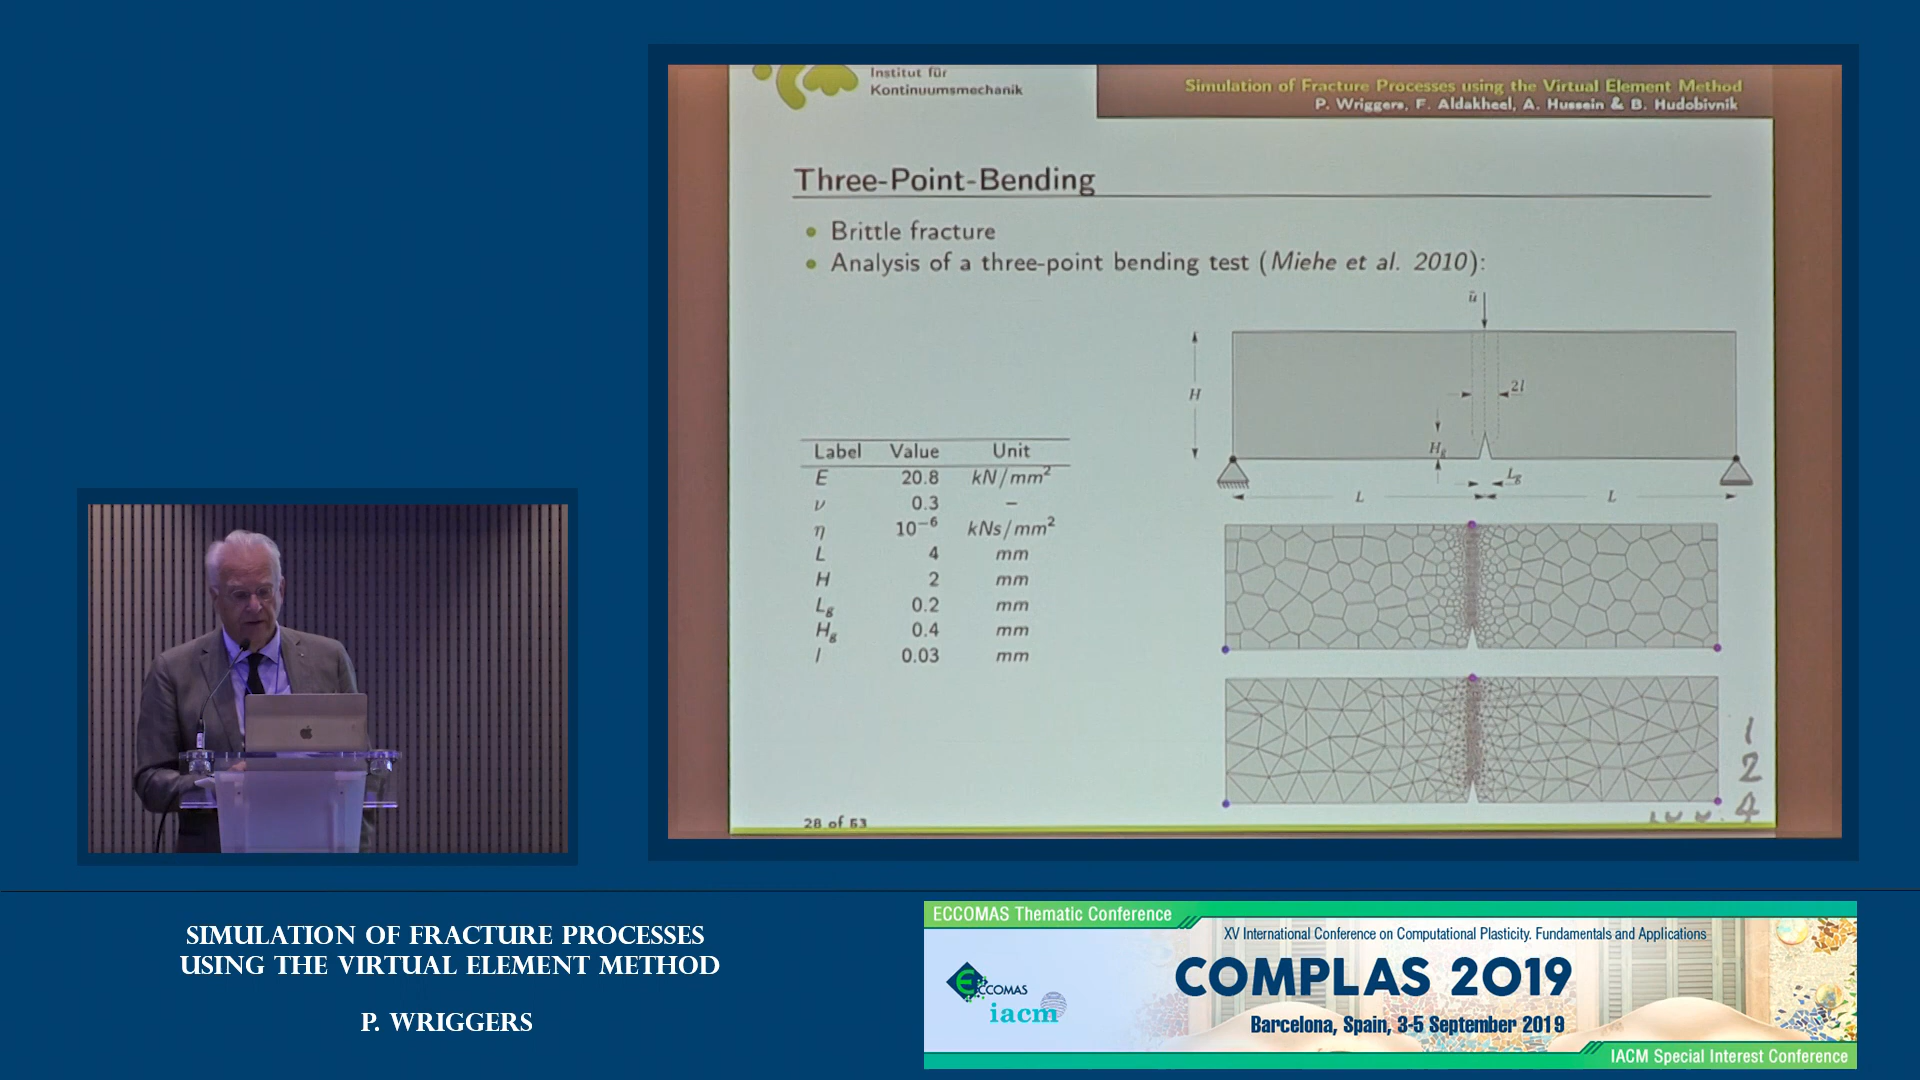 Institut für
Kontinuumsmechanik
Simulation of Fracture Processes using the Virtual Element Method
P. Wriggers, F. Aldakheel, A. Hussein & B. Hudobivnik
Three-Point-Bending
• Brittle fracture
• Analysis of a three-point bending test (Miehe et al. 2010):
ū
H
2l
H_g
L_g
L L
Label Value Unit
E 20.8 kN/mm²
ν 0.3 –
η 10⁻⁶ kNs/mm²
L 4 mm
H 2 mm
L_g 0.2 mm
H_g 0.4 mm
l 0.03 mm
1
2
4
28 of 53
SIMULATION OF FRACTURE PROCESSES
USING THE VIRTUAL ELEMENT METHOD
P. WRIGGERS
ECCOMAS Thematic Conference
XV International Conference on Computational Plasticity. Fundamentals and Applications
ECCOMAS
iacm
COMPLAS 2019
Barcelona, Spain, 3-5 September 2019
IACM Special Interest Conference